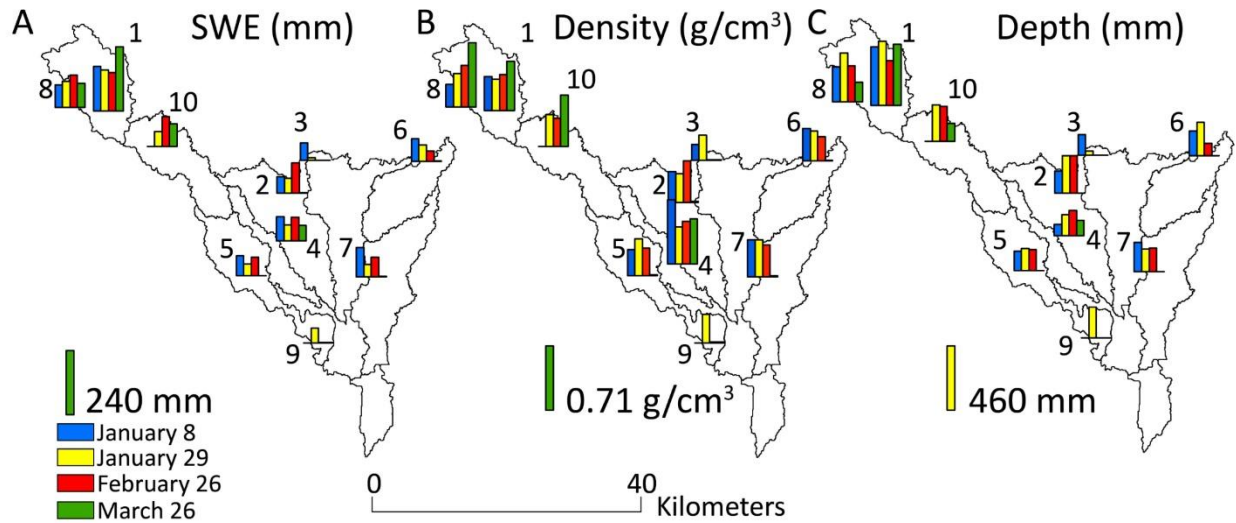 A
SWE (mm)
1
8
10
3
6
2
4
5
7
9
240 mm
January 8
January 29
February 26
March 26
B
Density (g/cm³)
1
8
10
3
6
2
4
5
7
9
0.71 g/cm³
C
Depth (mm)
1
8
10
3
6
2
4
5
7
9
460 mm
0 40
Kilometers